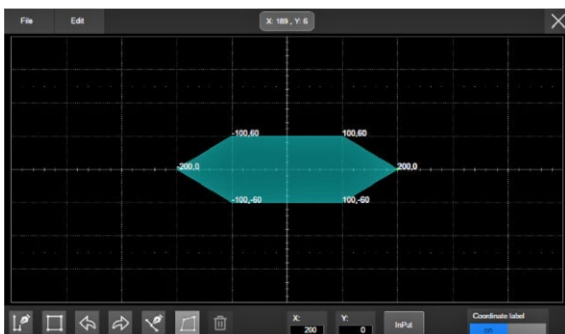 File Edit X: 189 , Y: 6
-100,60 100,60
-200,0 200,0
-100,-60 100,-60
X: 200 Y: 0 InPut Coordinate label
on